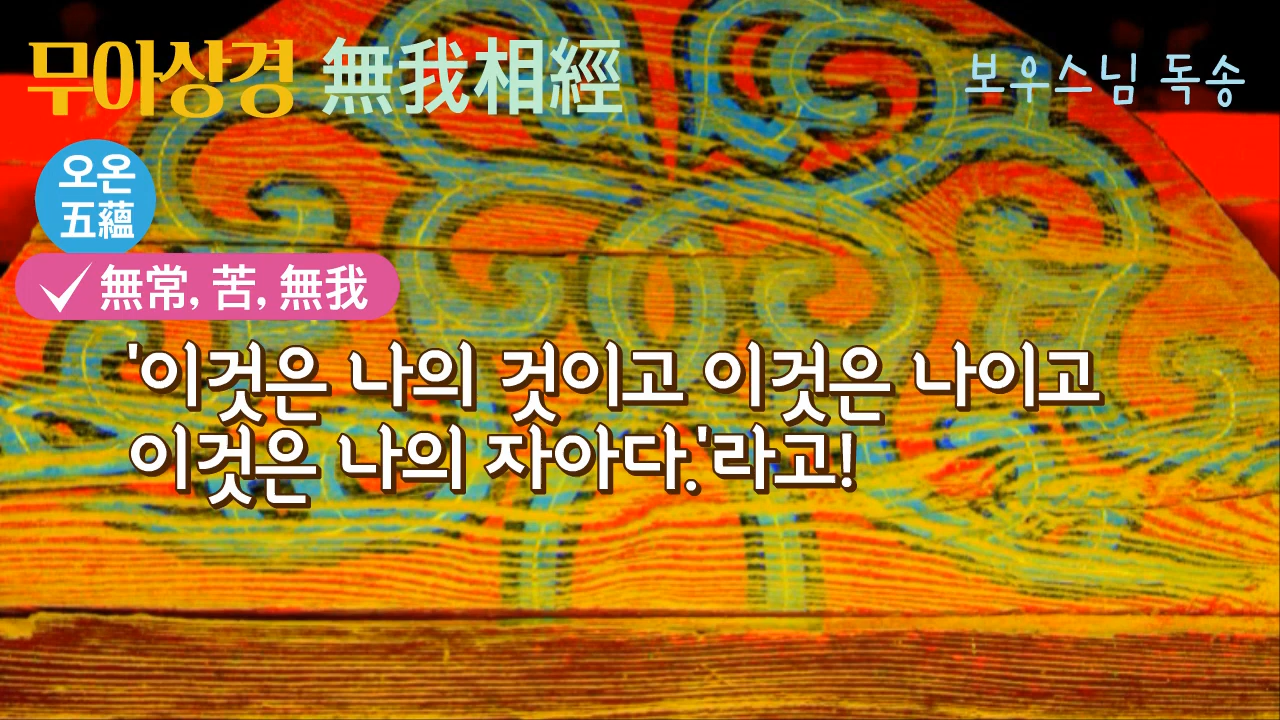 무아상경 無我相經
보우스님 독송
오온
五蘊
無常, 苦, 無我
'이것은 나의 것이고 이것은 나이고
이것은 나의 자아다.'라고!